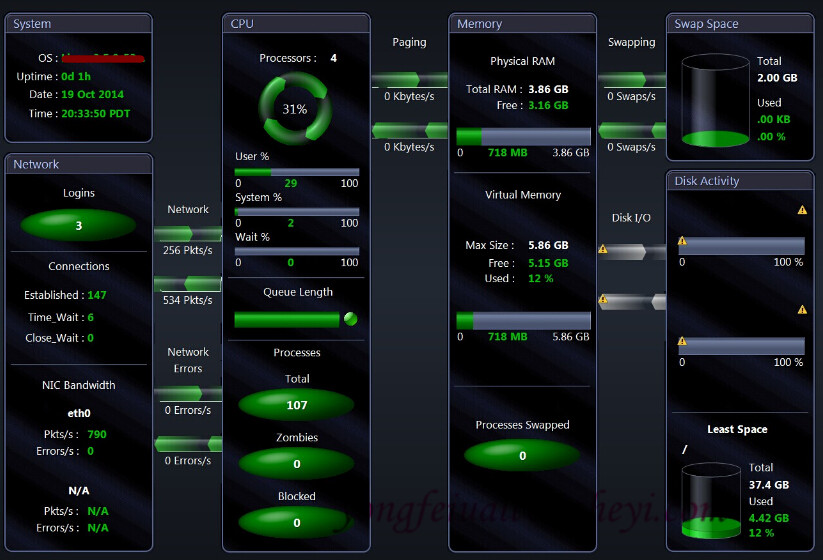 System
OS :
Uptime : 0d 1h
Date : 19 Oct 2014
Time : 20:33:50 PDT
Network
Logins
3
Connections
Established : 147
Time_Wait : 6
Close_Wait : 0
NIC Bandwidth
eth0
Pkts/s : 790
Errors/s : 0
N/A
Pkts/s : N/A
Errors/s : N/A
Network
256 Pkts/s
534 Pkts/s
Network
Errors
0 Errors/s
0 Errors/s
CPU
Processors : 4
31%
User %
0 29 100
System %
0 2 100
Wait %
0 0 100
Queue Length
Processes
Total
107
Zombies
0
Blocked
0
Paging
0 Kbytes/s
0 Kbytes/s
Memory
Physical RAM
Total RAM : 3.86 GB
Free : 3.16 GB
0 718 MB 3.86 GB
Virtual Memory
Max Size : 5.86 GB
Free : 5.15 GB
Used : 12 %
0 718 MB 5.86 GB
Processes Swapped
0
Swapping
0 Swaps/s
0 Swaps/s
Disk I/O
Swap Space
Total
2.00 GB
Used
.00 KB
.00 %
Disk Activity
0 100 %
0 100 %
Least Space
/
Total
37.4 GB
Used
4.42 GB
12 %